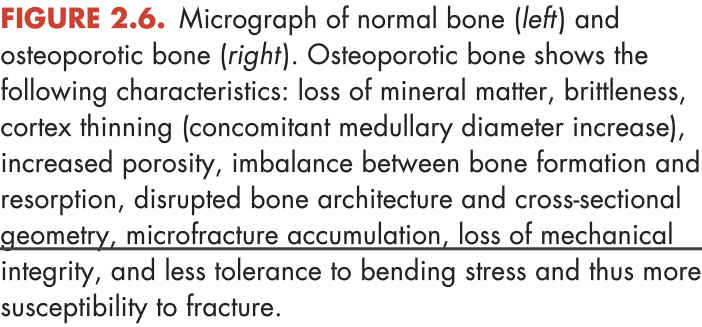 FIGURE 2.6. Micrograph of normal bone (left) and
osteoporotic bone (right). Osteoporotic bone shows the
following characteristics: loss of mineral matter, brittleness,
cortex thinning (concomitant medullary diameter increase),
increased porosity, imbalance between bone formation and
resorption, disrupted bone architecture and cross-sectional
geometry, microfracture accumulation, loss of mechanical
integrity, and less tolerance to bending stress and thus more
susceptibility to fracture.